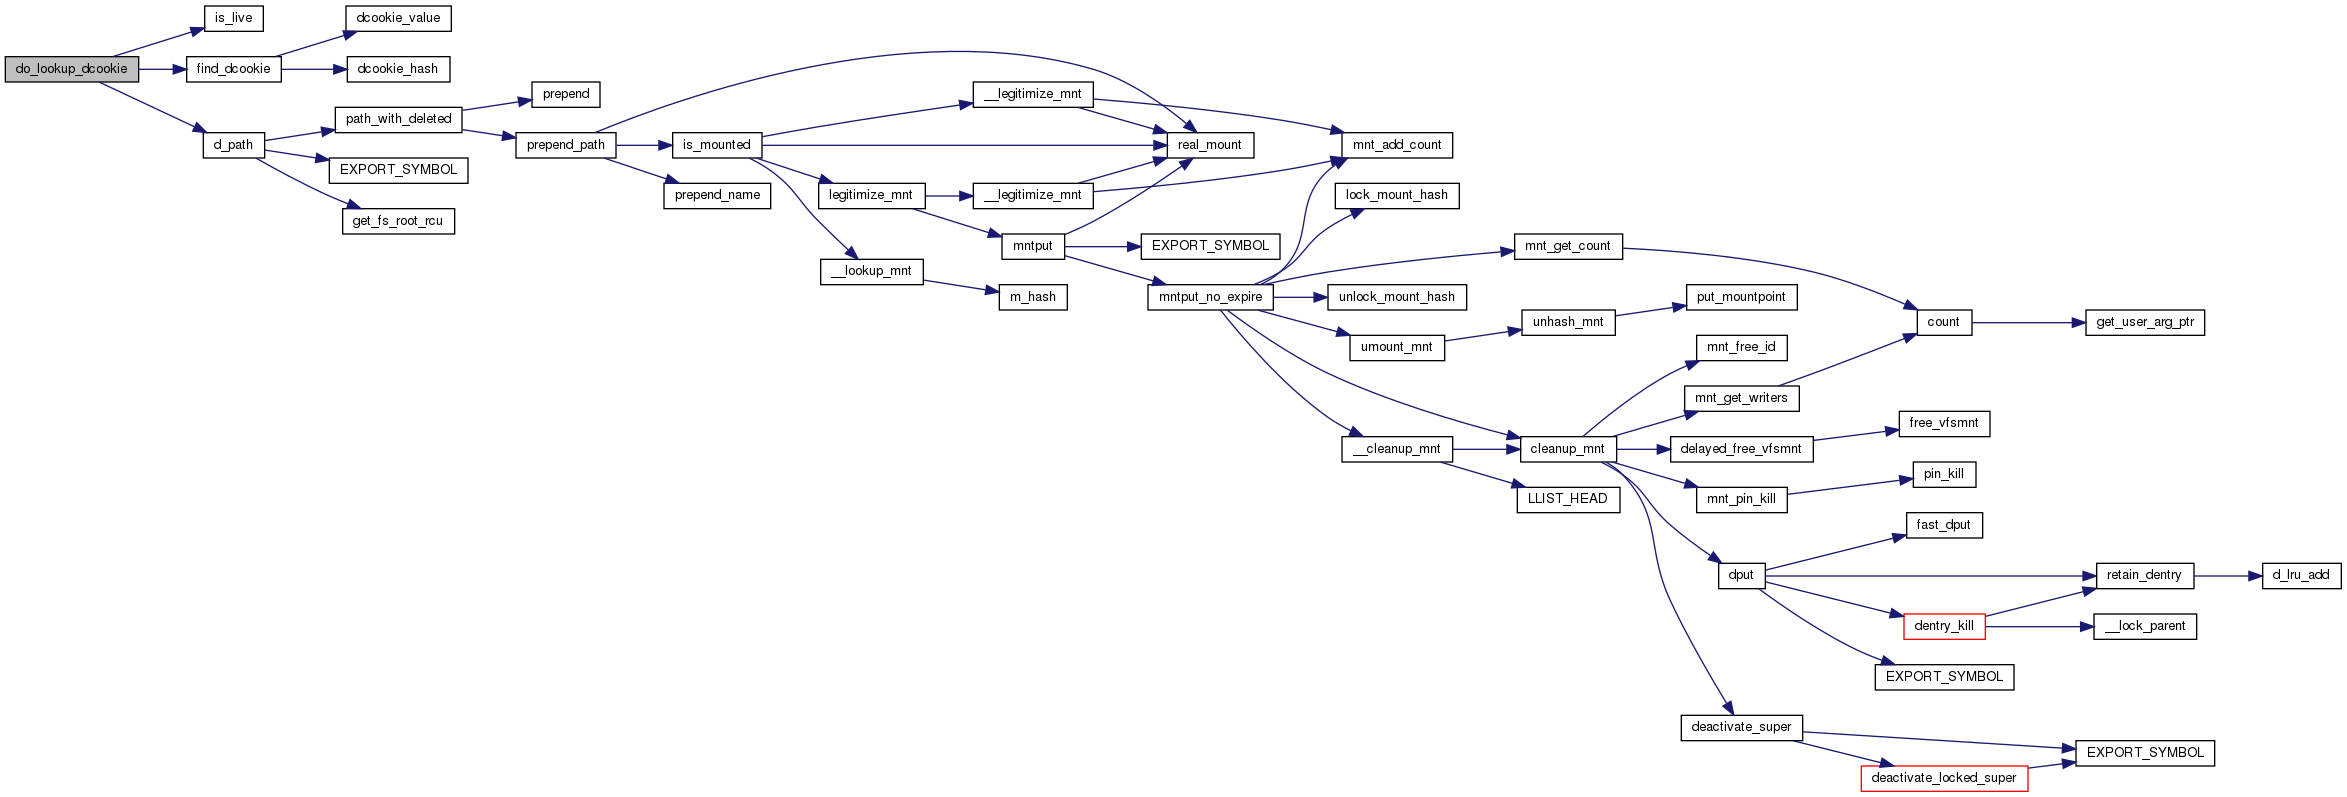 is_live
dcookie_value
do_lookup_dcookie
find_dcookie
dcookie_hash
prepend
__legitimize_mnt
path_with_deleted
d_path
prepend_path
is_mounted
real_mount
mnt_add_count
EXPORT_SYMBOL
prepend_name
legitimize_mnt
__legitimize_mnt
lock_mount_hash
get_fs_root_rcu
mntput
EXPORT_SYMBOL
mnt_get_count
__lookup_mnt
m_hash
mntput_no_expire
unlock_mount_hash
put_mountpoint
unhash_mnt
count
get_user_arg_ptr
umount_mnt
mnt_free_id
mnt_get_writers
free_vfsmnt
__cleanup_mnt
cleanup_mnt
delayed_free_vfsmnt
pin_kill
LLIST_HEAD
mnt_pin_kill
fast_dput
dput
retain_dentry
d_lru_add
dentry_kill
__lock_parent
EXPORT_SYMBOL
deactivate_super
EXPORT_SYMBOL
deactivate_locked_super